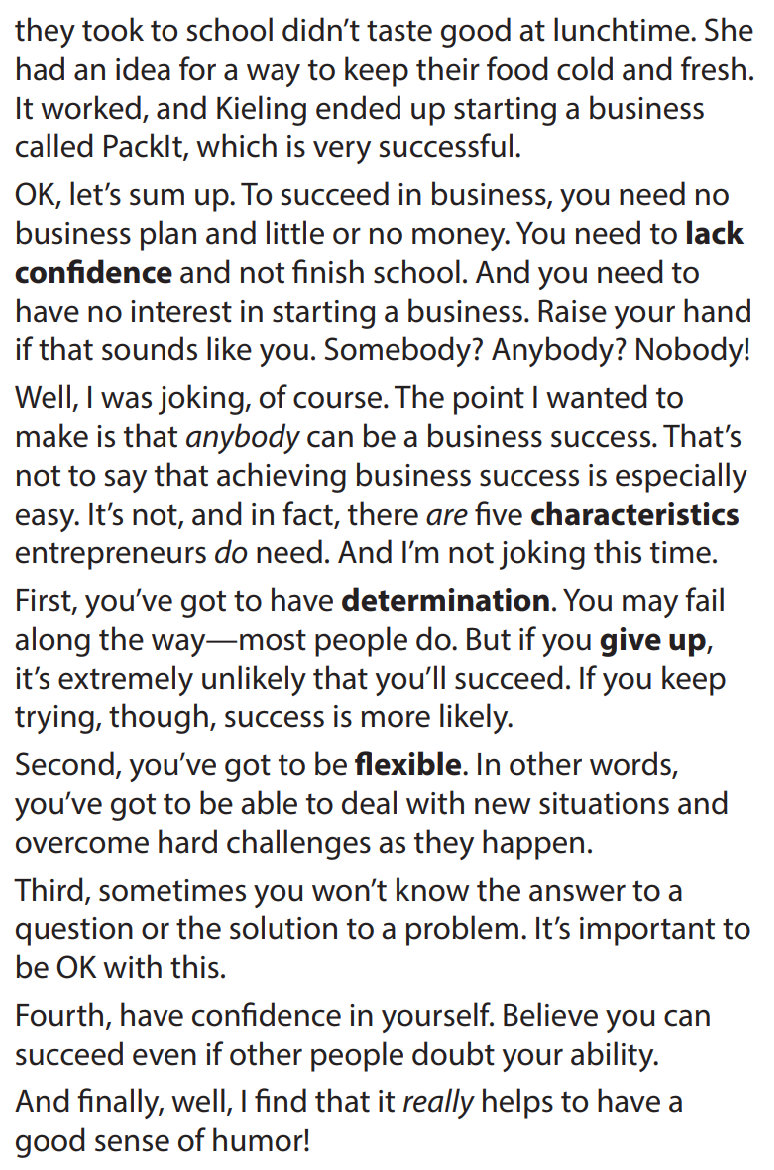 they took to school didn’t taste good at lunchtime. She
had an idea for a way to keep their food cold and fresh.
It worked, and Kieling ended up starting a business
called PackIt, which is very successful.
OK, let’s sum up. To succeed in business, you need no
business plan and little or no money. You need to lack
confidence and not finish school. And you need to
have no interest in starting a business. Raise your hand
if that sounds like you. Somebody? Anybody? Nobody!
Well, I was joking, of course. The point I wanted to
make is that anybody can be a business success. That’s
not to say that achieving business success is especially
easy. It’s not, and in fact, there are five characteristics
entrepreneurs do need. And I’m not joking this time.
First, you’ve got to have determination. You may fail
along the way—most people do. But if you give up,
it’s extremely unlikely that you’ll succeed. If you keep
trying, though, success is more likely.
Second, you’ve got to be flexible. In other words,
you’ve got to be able to deal with new situations and
overcome hard challenges as they happen.
Third, sometimes you won’t know the answer to a
question or the solution to a problem. It’s important to
be OK with this.
Fourth, have confidence in yourself. Believe you can
succeed even if other people doubt your ability.
And finally, well, I find that it really helps to have a
good sense of humor!